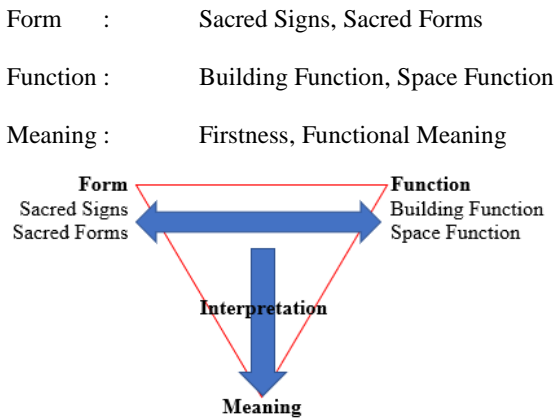 Form : Sacred Signs, Sacred Forms
Function : Building Function, Space Function
Meaning : Firstness, Functional Meaning
Form Function
Sacred Signs Building Function
Sacred Forms Space Function
Interpretation
Meaning